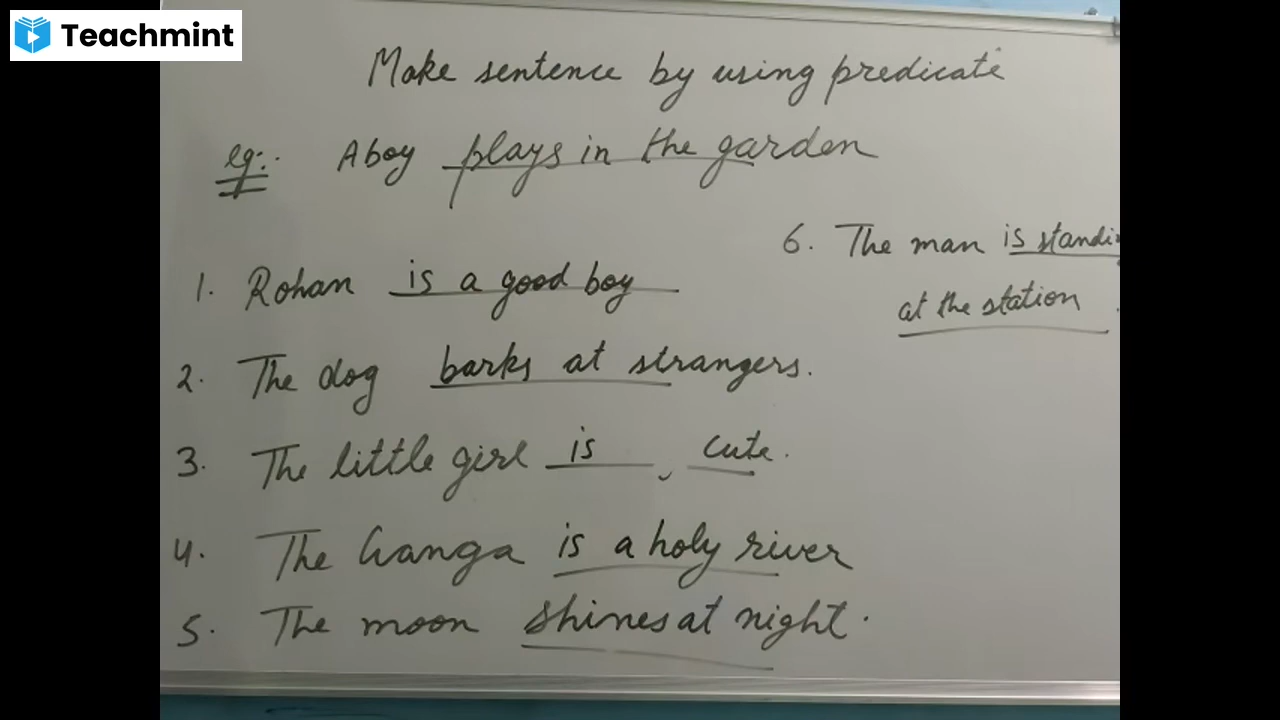 Teachmint
Make sentence by using predicate
eg:. A boy plays in the garden
1. Rohan is a good boy
2. The dog barks at strangers.
3. The little girl is cute.
4. The Ganga is a holy river
5. The moon shines at night.
6. The man is standi
at the station.